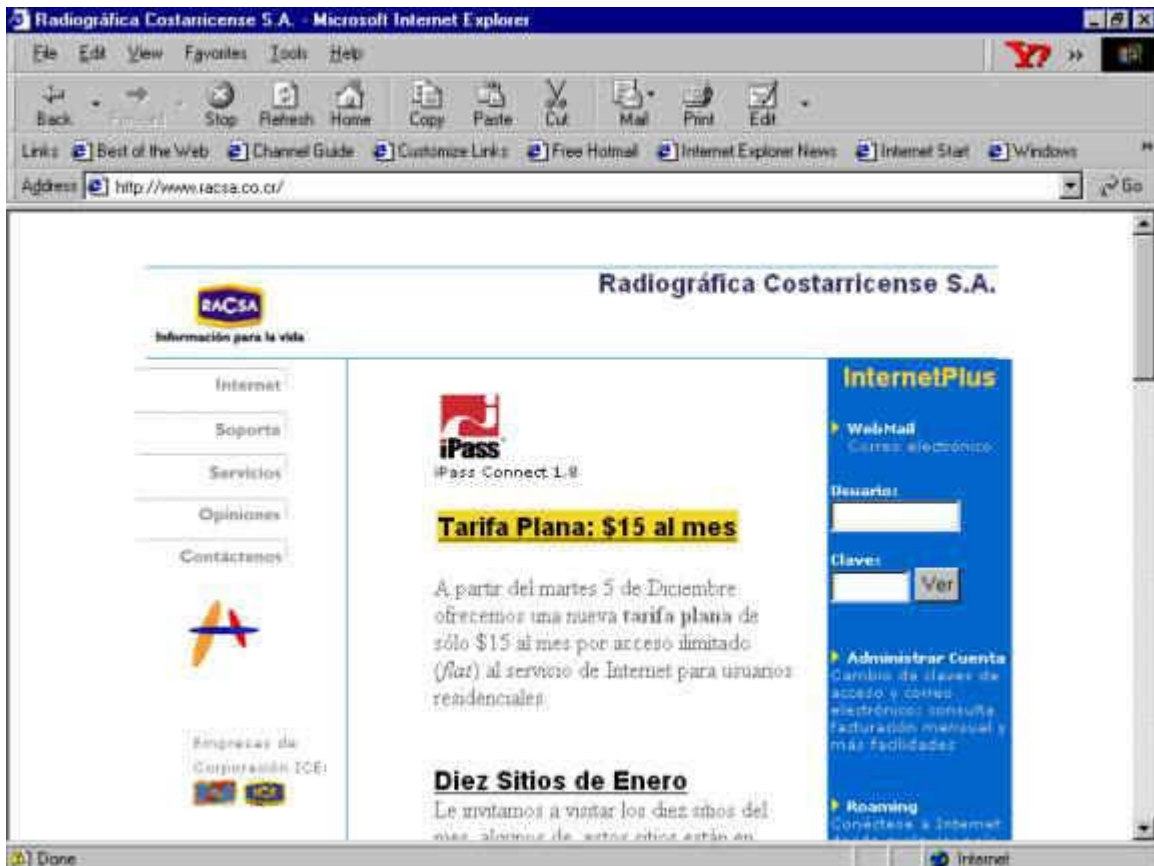 Radiográfica Costarricense S.A. - Microsoft Internet Explorer
File Edit View Favorites Tools Help
Y? »
Back Forward Stop Refresh Home Copy Paste Cut Mail Print Edit
Links Best of the Web Channel Guide Customize Links Free Hotmail Internet Explorer News Internet Start Windows »
Address http://www.racsa.co.cr/ Go
Radiográfica Costarricense S.A.
RACSA
Información para la vida
Internet
Soporte
Servicios
Opiniones
Contáctenos
Empresas de
Corporación ICE:
iPass
iPass Connect 1.8
Tarifa Plana: $15 al mes
A partir del martes 5 de Diciembre
ofrecemos una nueva tarifa plana de
sólo $15 al mes por acceso ilimitado
(flat) al servicio de Internet para usuarios
residenciales
Diez Sitios de Enero
Le invitamos a visitar los diez sitios del
mes, algunos de estos sitios están en
InternetPlus
WebMail
Correo electrónico
Usuario:
Clave:
Ver
Administrar Cuenta
Cambio de claves de
acceso y correo
electrónico; consulta
facturación mensual y
más facilidades
Roaming
Conéctese a Internet
Done Internet